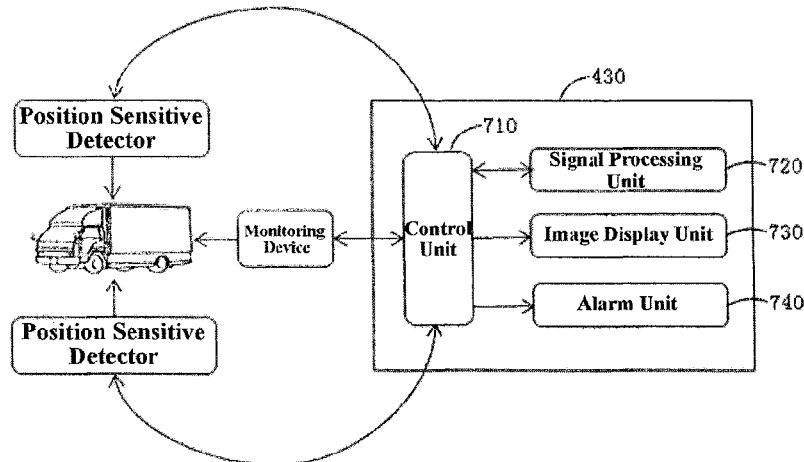 430
Position Sensitive
Detector
710
Signal Processing
Unit
720
Monitoring
Device
Control
Unit
Image Display Unit
730
Alarm Unit
740
Position Sensitive
Detector